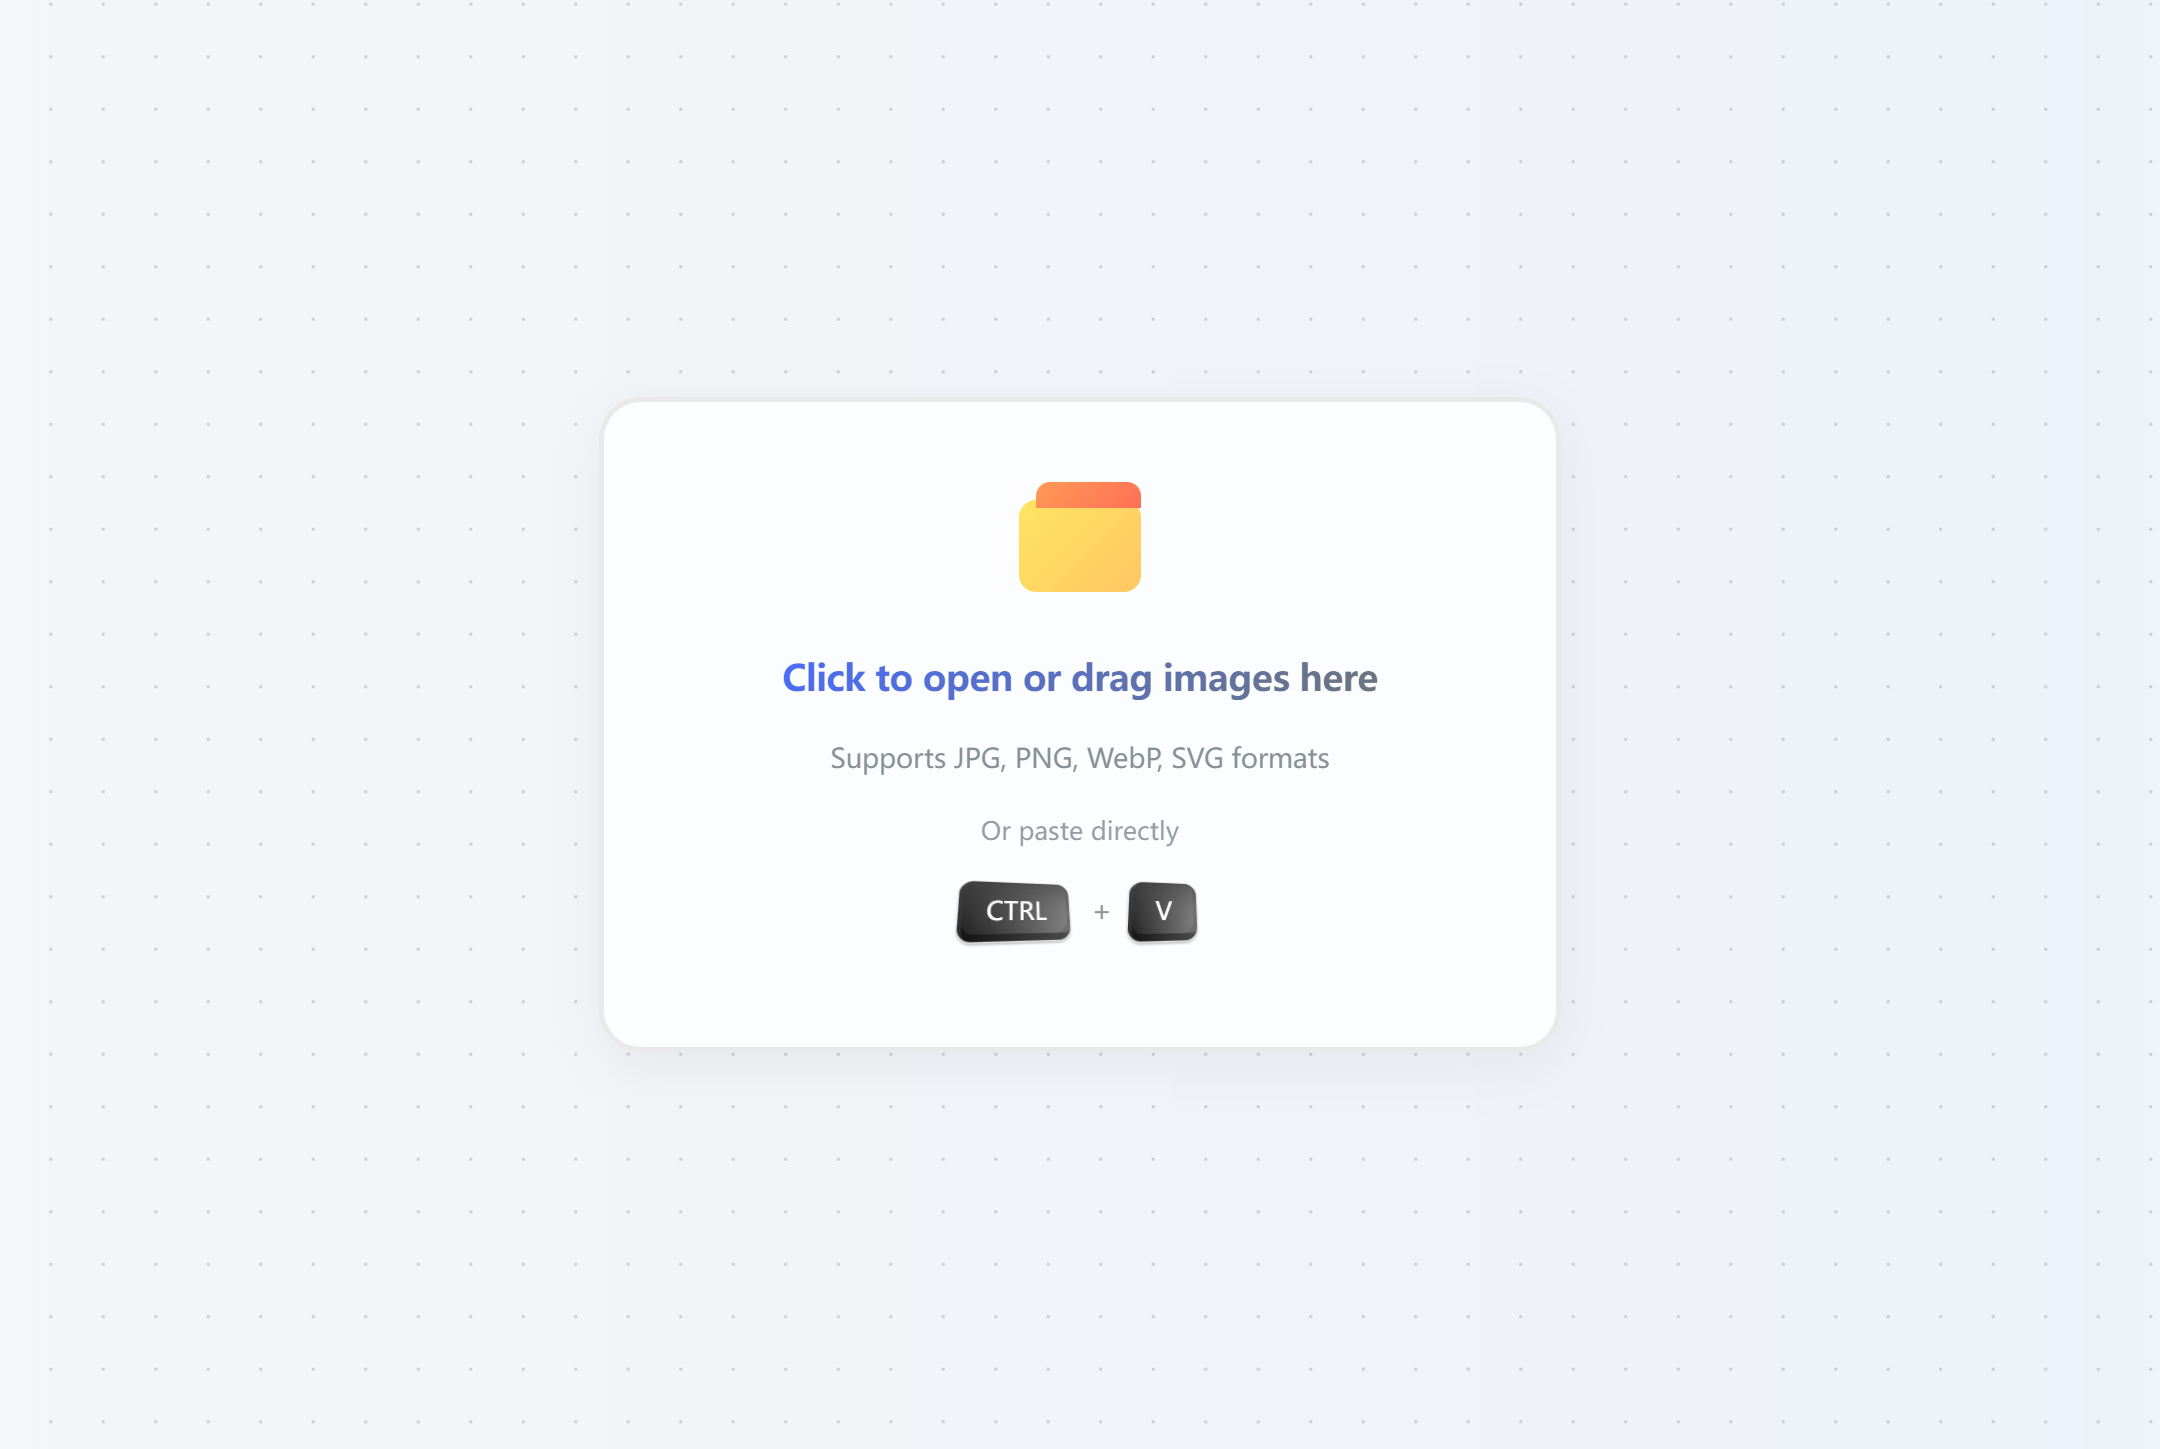 Click to open or drag images here
Supports JPG, PNG, WebP, SVG formats
Or paste directly
CTRL + V